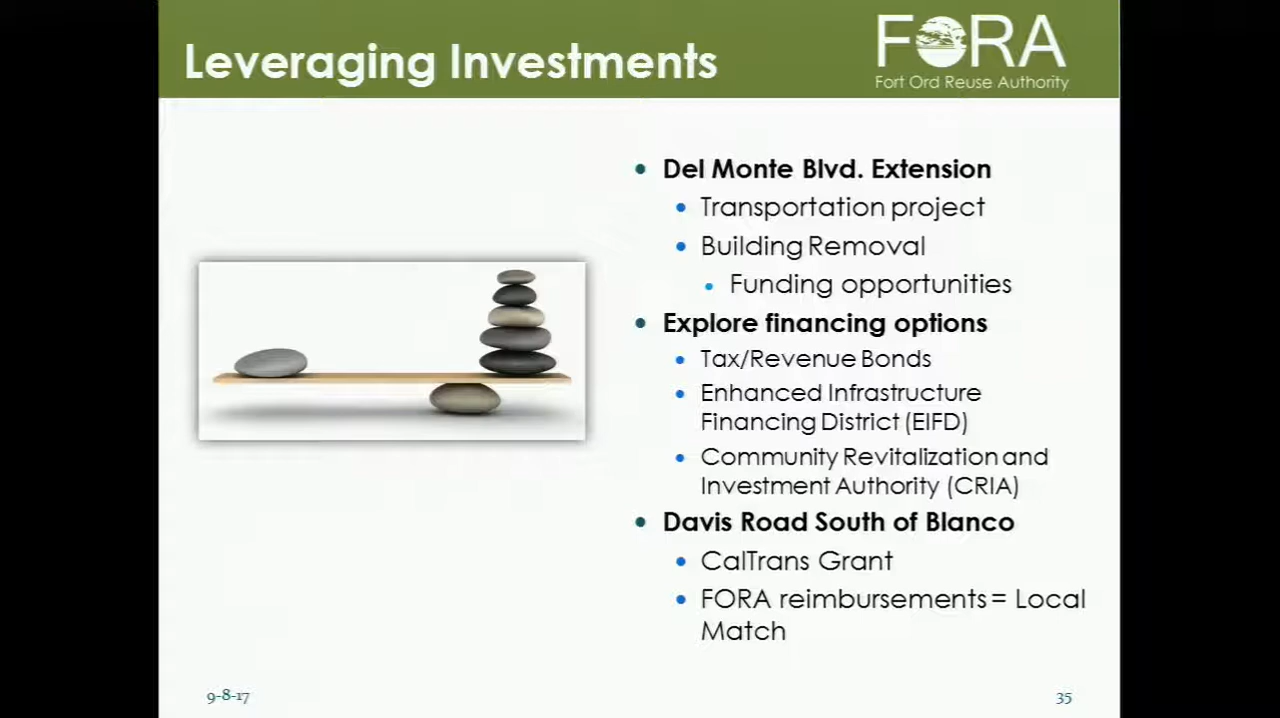 Leveraging Investments
FORA
Fort Ord Reuse Authority
Del Monte Blvd. Extension
Transportation project
Building Removal
Funding opportunities
Explore financing options
Tax/Revenue Bonds
Enhanced Infrastructure
Financing District (EIFD)
Community Revitalization and
Investment Authority (CRIA)
Davis Road South of Blanco
CalTrans Grant
FORA reimbursements = Local
Match
9-8-17
35